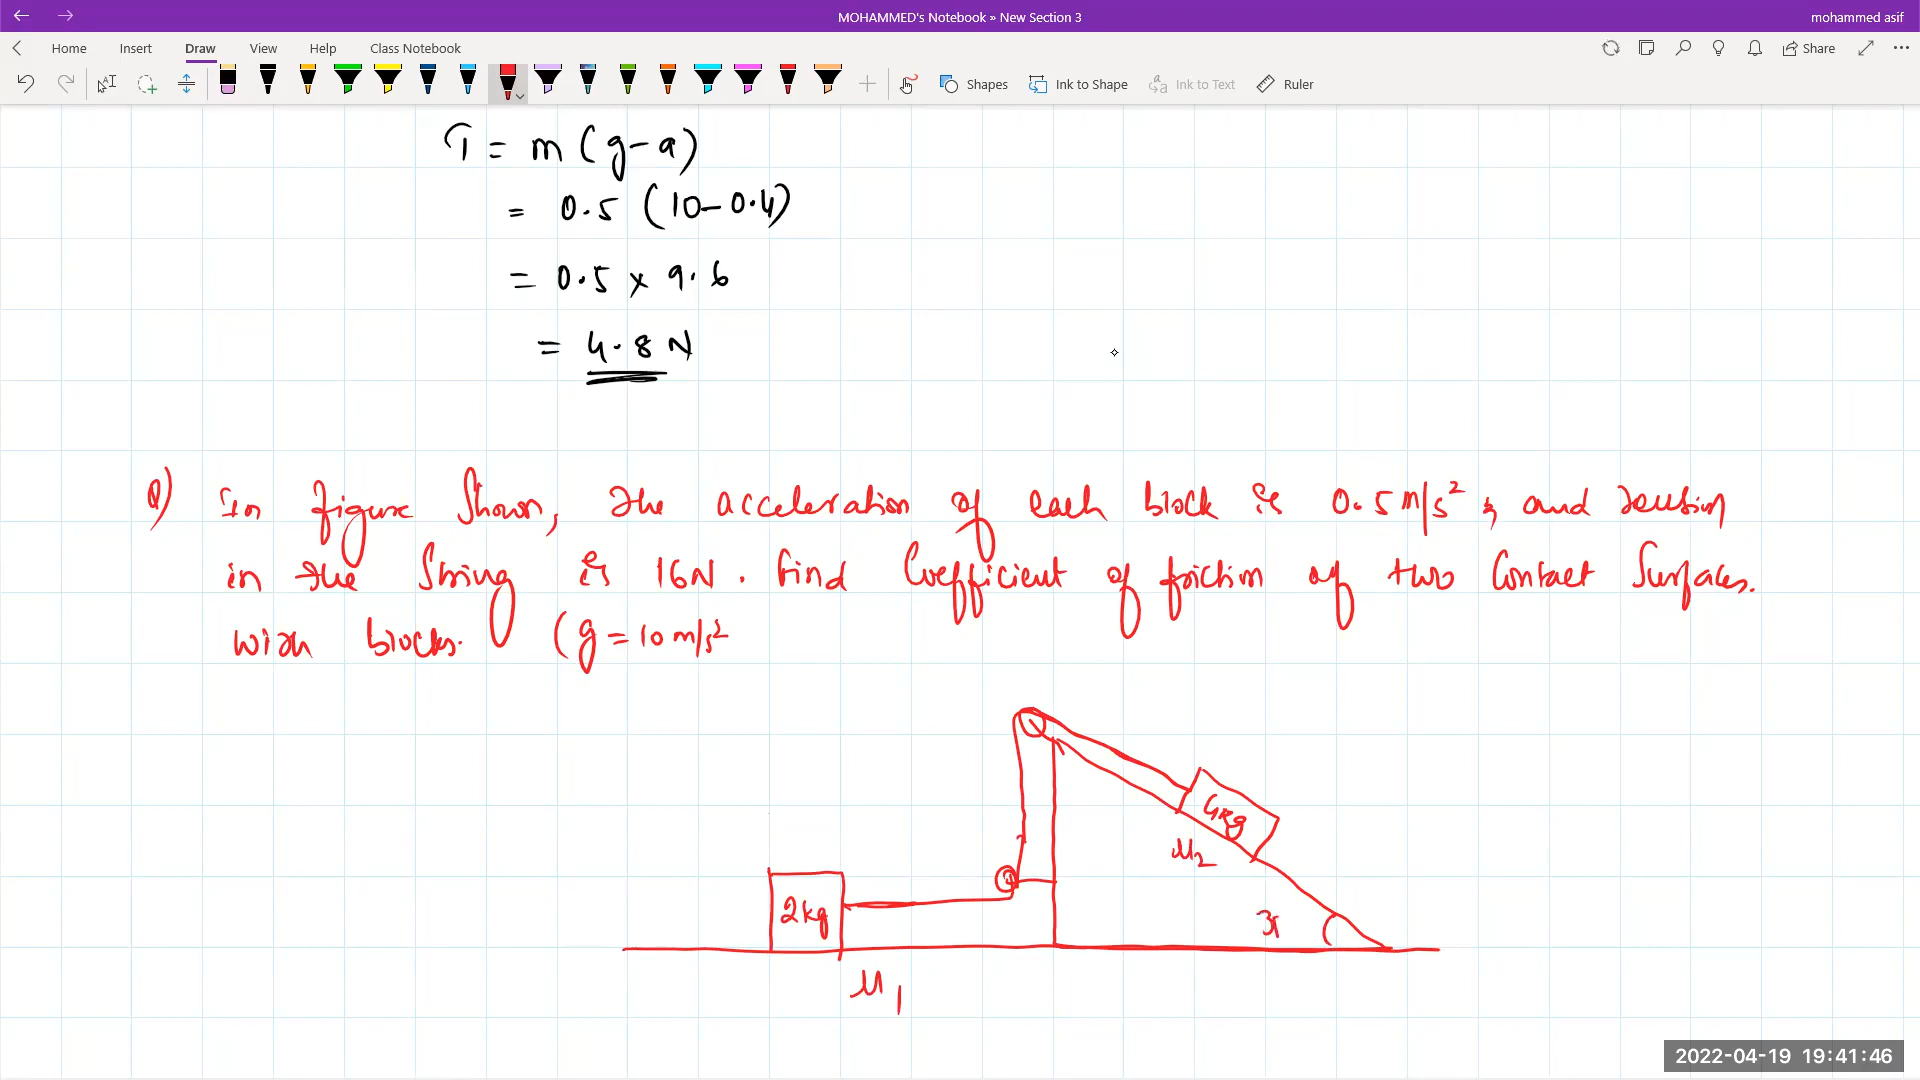 MOHAMMED's Notebook » New Section 3
mohammed asif
Home Insert Draw View Help Class Notebook
Share
Shapes Ink to Shape Ink to Text Ruler
T = m (g-a)
= 0.5 (10-0.4)
= 0.5 x 9.6
= 4.8 N
Q) In figure Shown, the acceleration of each block is 0.5 m/s² ; and tension
in the String is 16N. find Coefficient of friction of two Contact Surfaces.
with blocks. (g = 10 m/s²
4kg
μ2
2kg
μ1
2022-04-19 19:41:46